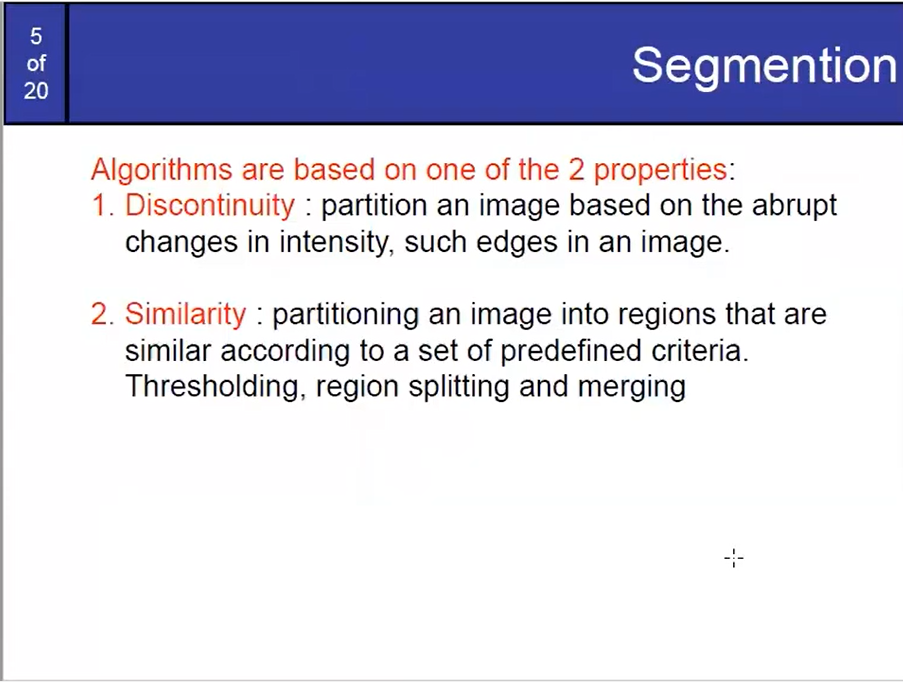 5
of
20
Segmention
Algorithms are based on one of the 2 properties:
1. Discontinuity : partition an image based on the abrupt
changes in intensity, such edges in an image.
2. Similarity : partitioning an image into regions that are
similar according to a set of predefined criteria.
Thresholding, region splitting and merging